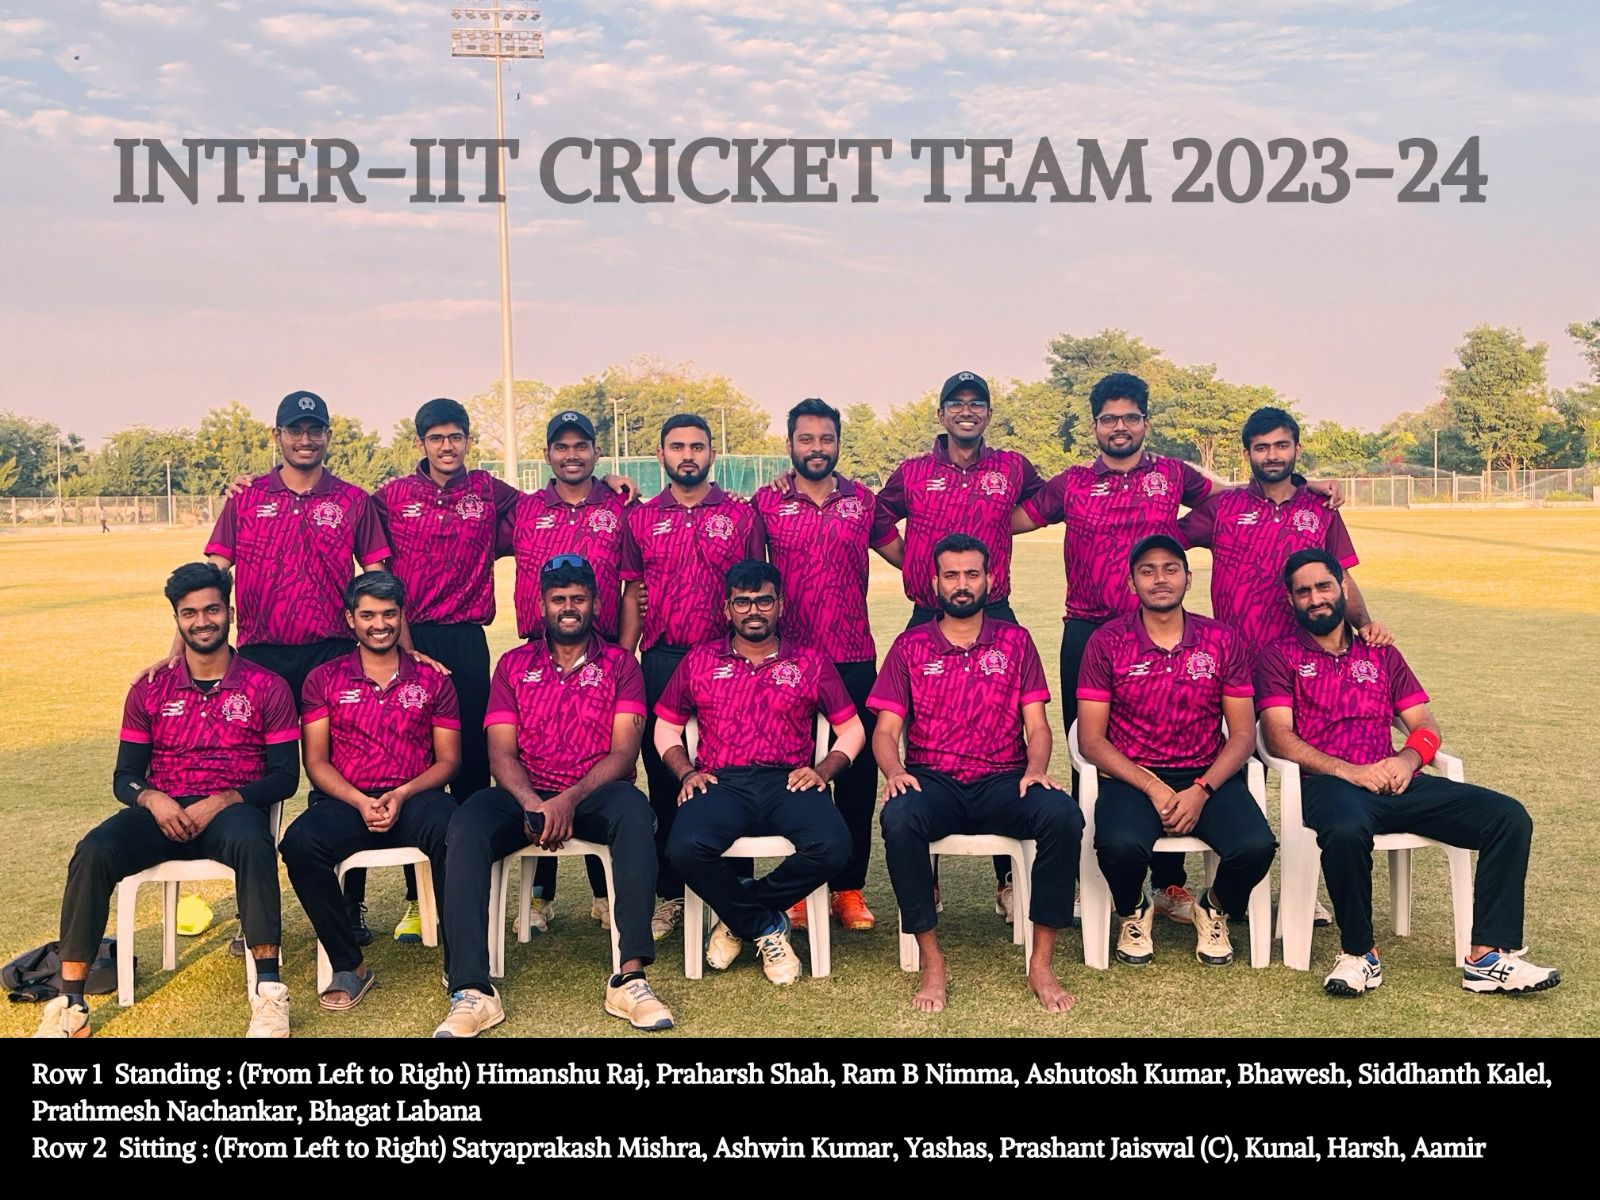 INTER-IIT CRICKET TEAM 2023-24
Row 1 Standing : (From Left to Right) Himanshu Raj, Praharsh Shah, Ram B Nimma, Ashutosh Kumar, Bhawesh, Siddhanth Kalel,
Prathmesh Nachankar, Bhagat Labana
Row 2 Sitting : (From Left to Right) Satyaprakash Mishra, Ashwin Kumar, Yashas, Prashant Jaiswal (C), Kunal, Harsh, Aamir